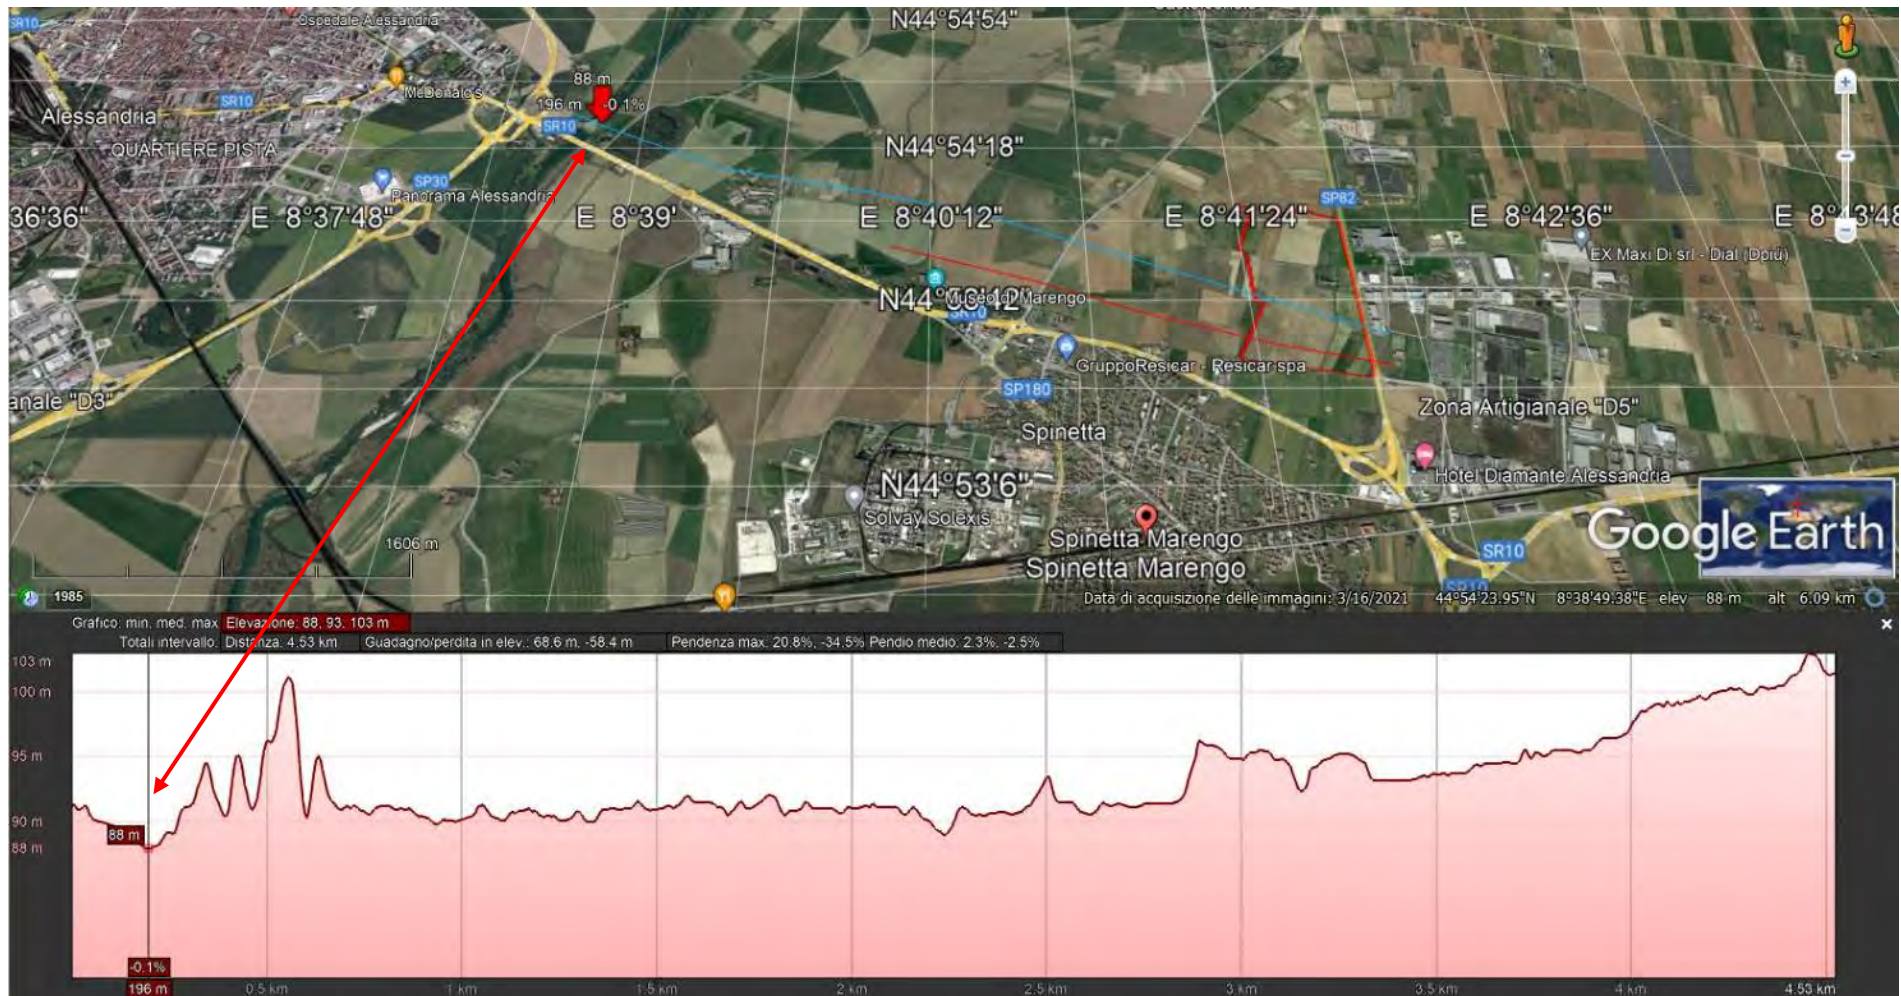 SR10
Ospedale Alessandria
N44°54'54"
McDonald's
88 m
196 m -0.1%
SR10
SR10
Alessandria
QUARTIERE PISTA
N44°54'18"
SP30
Panorama Alessandria
SP82
36'36"
E 8°37'48"
E 8°39'
E 8°40'12"
E 8°41'24"
E 8°42'36"
E 8°43'48
EX Maxi Di srl - Dial (Dpiù)
N44°53'42"
Museo di Marengo
SR10
GruppoResicar - Resicar spa
SP180
anale "D3"
Zona Artigianale "D5"
Spinetta
Hotel Diamante Alessandria
N44°53'6"
Solvay Solexis
Spinetta Marengo
Google Earth
1606 m
SR10
Spinetta Marengo
SR10
1985
Data di acquisizione delle immagini: 3/16/2021 44°54'23.95"N 8°38'49.38"E elev 88 m alt 6.09 km
Grafico: min. med. max Elevazione: 88, 93, 103 m
Totali intervallo: Distanza: 4.53 km Guadagno/perdita in elev.: 68.6 m, -58.4 m Pendenza max. 20.8%, -34.5% Pendio medio: 2.3%, -2.5%
103 m
100 m
95 m
90 m
88 m
88 m
-0.1%
196 m 0.5 km 1 km 1.5 km 2 km 2.5 km 3 km 3.5 km 4 km 4.53 km